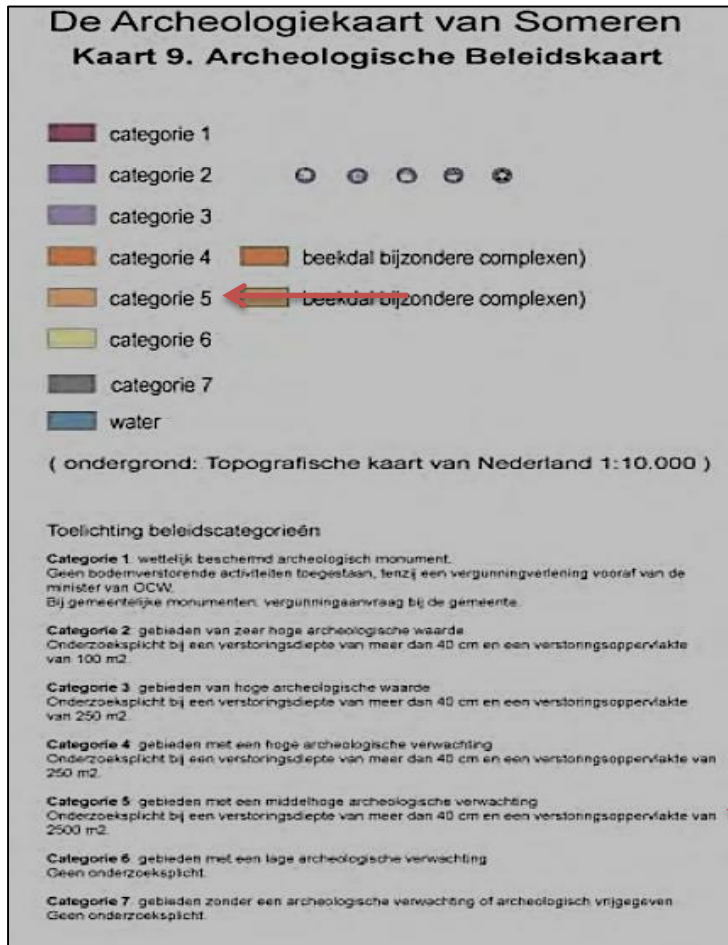 De Archeologiekaart van Someren
Kaart 9. Archeologische Beleidskaart
categorie 1
categorie 2
categorie 3
categorie 4 beekdal bijzondere complexen)
categorie 5 beekdal bijzondere complexen)
categorie 6
categorie 7
water
( ondergrond: Topografische kaart van Nederland 1:10.000 )
Toelichting beleidscategorieën
Categorie 1 wettelijk beschermd archeologisch monument.
Geen bodemverstorende activiteiten toegestaan, tenzij een vergunningverlening vooraf van de
minister van OCW.
Bij gemeentelijke monumenten, vergunningaanvraag bij de gemeente.
Categorie 2 gebieden van zeer hoge archeologische waarde
Onderzoeksplicht bij een verstoringsdiepte van meer dan 40 cm en een verstoringsoppervlakte
van 100 m2.
Categorie 3 gebieden van hoge archeologische waarde
Onderzoeksplicht bij een verstoringsdiepte van meer dan 40 cm en een verstoringsoppervlakte
van 250 m2.
Categorie 4 gebieden met een hoge archeologische verwachting
Onderzoeksplicht bij een verstoringsdiepte van meer dan 40 cm en een verstoringsoppervlakte van
250 m2.
Categorie 5 gebieden met een middelhoge archeologische verwachting
Onderzoeksplicht bij een verstoringsdiepte van meer dan 40 cm en een verstoringsoppervlakte van
2500 m2.
Categorie 6 gebieden met een lage archeologische verwachting
Geen onderzoeksplicht.
Categorie 7 gebieden zonder een archeologische verwachting of archeologisch vrijgegeven
Geen onderzoeksplicht.